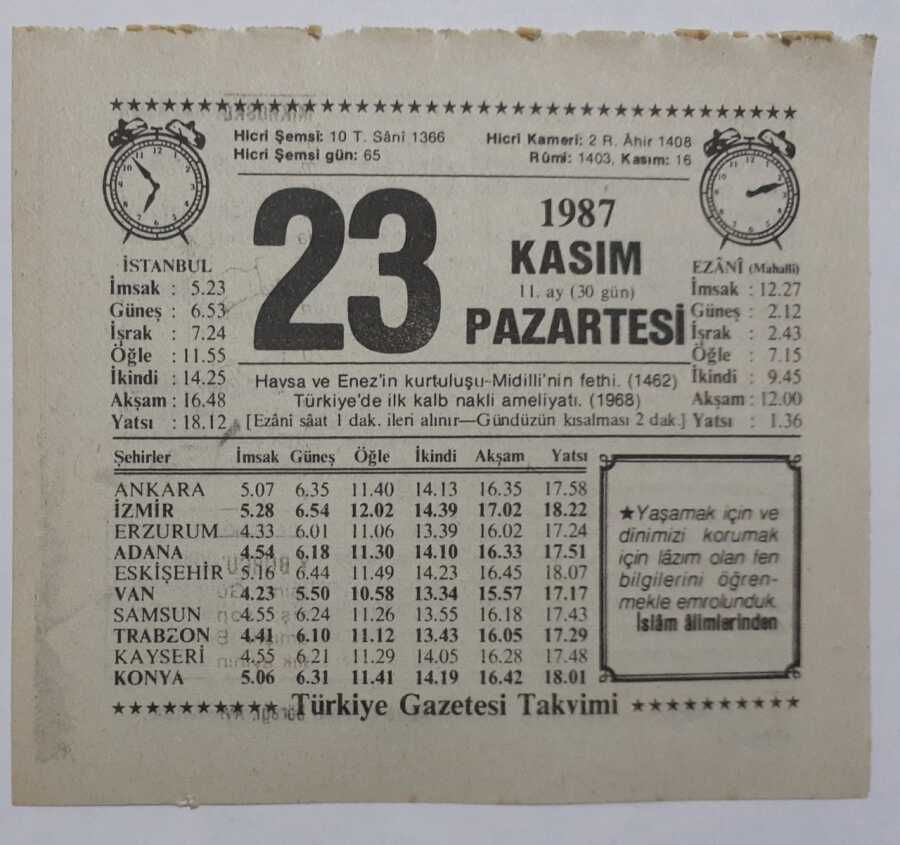 ★★★★★★★★★★★★★★★★★★★★★★★★★★★★★★★★★★★★★★★★★★★★
Hicri Şemsi: 10 T. Sâni 1366
Hicri Şemsi gün: 65
Hicri Kameri: 2 R. Âhir 1408
Rûmi: 1403, Kasım: 16
23
1987
KASIM
11. ay (30 gün)
PAZARTESİ
İSTANBUL
İmsak : 5.23
Güneş : 6.53
İşrak : 7.24
Öğle : 11.55
İkindi : 14.25
Akşam : 16.48
Yatsı : 18.12
EZÂNÎ (Mahalli)
İmsak : 12.27
Güneş : 2.12
İşrak : 2.43
Öğle : 7.15
İkindi : 9.45
Akşam : 12.00
Yatsı : 1.36
Havsa ve Enez'in kurtuluşu-Midilli'nin fethi. (1462)
Türkiye'de ilk kalb nakli ameliyatı. (1968)
[Ezânî sâat 1 dak. ileri alınır—Gündüzün kısalması 2 dak.]
Şehirler İmsak Güneş Öğle İkindi Akşam Yatsı
ANKARA 5.07 6.35 11.40 14.13 16.35 17.58
İZMİR 5.28 6.54 12.02 14.39 17.02 18.22
ERZURUM 4.33 6.01 11.06 13.39 16.02 17.24
ADANA 4.54 6.18 11.30 14.10 16.33 17.51
ESKİŞEHİR 5.16 6.44 11.49 14.23 16.45 18.07
VAN 4.23 5.50 10.58 13.34 15.57 17.17
SAMSUN 4.55 6.24 11.26 13.55 16.18 17.43
TRABZON 4.41 6.10 11.12 13.43 16.05 17.29
KAYSERİ 4.55 6.21 11.29 14.05 16.28 17.48
KONYA 5.06 6.31 11.41 14.19 16.42 18.01
★Yaşamak için ve
dinimizi korumak
için lâzım olan fen
bilgilerini öğren-
mekle emrolunduk.
İslâm âlimlerinden
★★★★★★★★★★ Türkiye Gazetesi Takvimi ★★★★★★★★★★